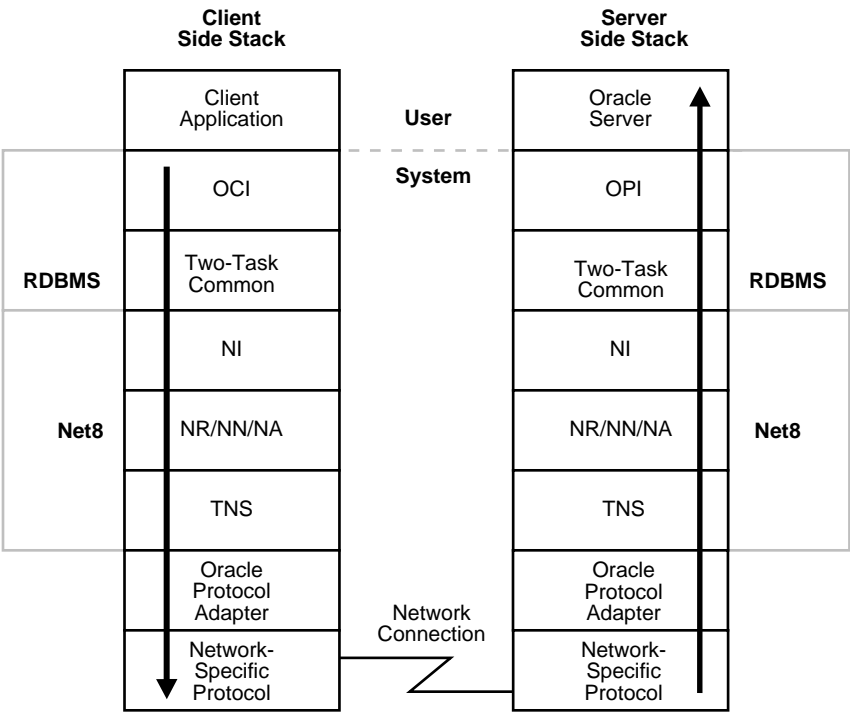 Client
Side Stack
Server
Side Stack
Client
Application
User
Oracle
Server
System
OCI
OPI
RDBMS
Two-Task
Common
Two-Task
Common
RDBMS
NI
NI
Net8
NR/NN/NA
NR/NN/NA
Net8
TNS
TNS
Oracle
Protocol
Adapter
Oracle
Protocol
Adapter
Network
Connection
Network-
Specific
Protocol
Network-
Specific
Protocol